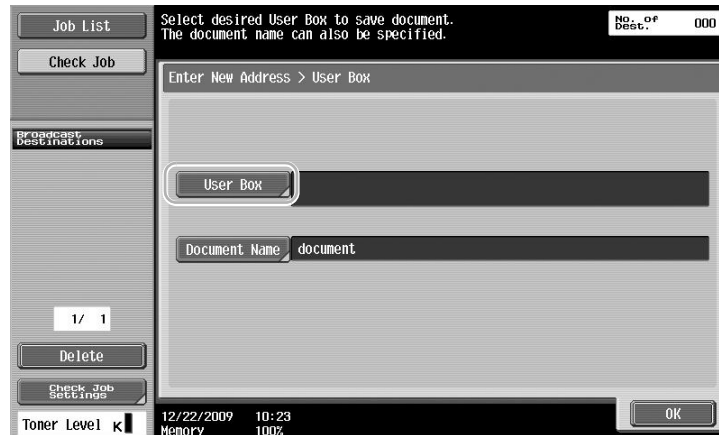 Job List
Check Job
Select desired User Box to save document.
The document name can also be specified.
No. of
Dest.
000
Enter New Address > User Box
Broadcast
Destinations
User Box
Document Name
document
1/ 1
Delete
Check Job
Settings
Toner Level K
12/22/2009 10:23
Memory 100%
OK